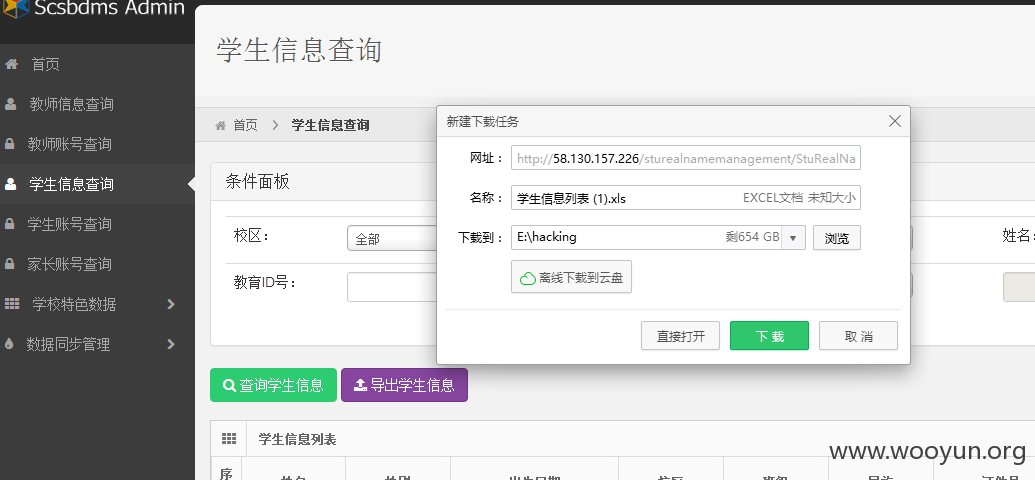 Scsbdms Admin
首页
教师信息查询
教师账号查询
学生信息查询
学生账号查询
家长账号查询
学校特色数据
数据同步管理
学生信息查询
首页 > 学生信息查询
条件面板
校区:
全部
姓名:
教育ID号:
新建下载任务
网址: http://58.130.157.226/sturealnamemanagement/StuRealNa
名称: 学生信息列表 (1).xls EXCEL文档 未知大小
下载到: E:\hacking 剩654 GB 浏览
离线下载到云盘
直接打开 下载 取消
查询学生信息 导出学生信息
学生信息列表
序
www.wooyun.org